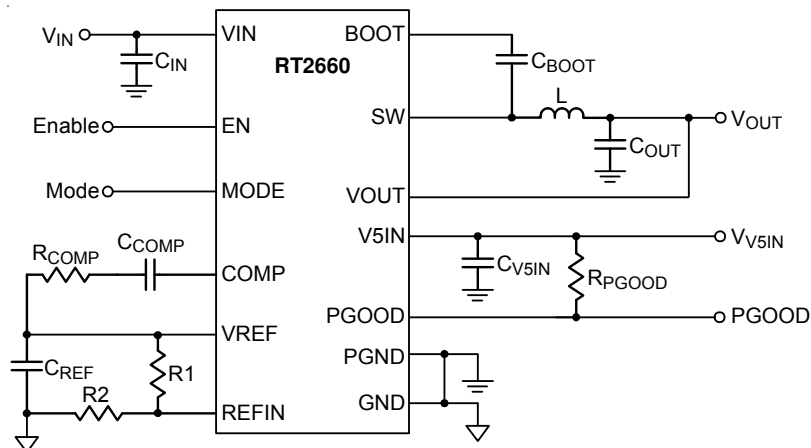 VIN
CIN
Enable
Mode
RCOMP
CCOMP
CREF
R1
R2
RT2660
VIN
EN
MODE
COMP
VREF
REFIN
BOOT
SW
VOUT
V5IN
PGOOD
PGND
GND
CBOOT
L
COUT
VOUT
CV5IN
RPGOOD
VV5IN
PGOOD